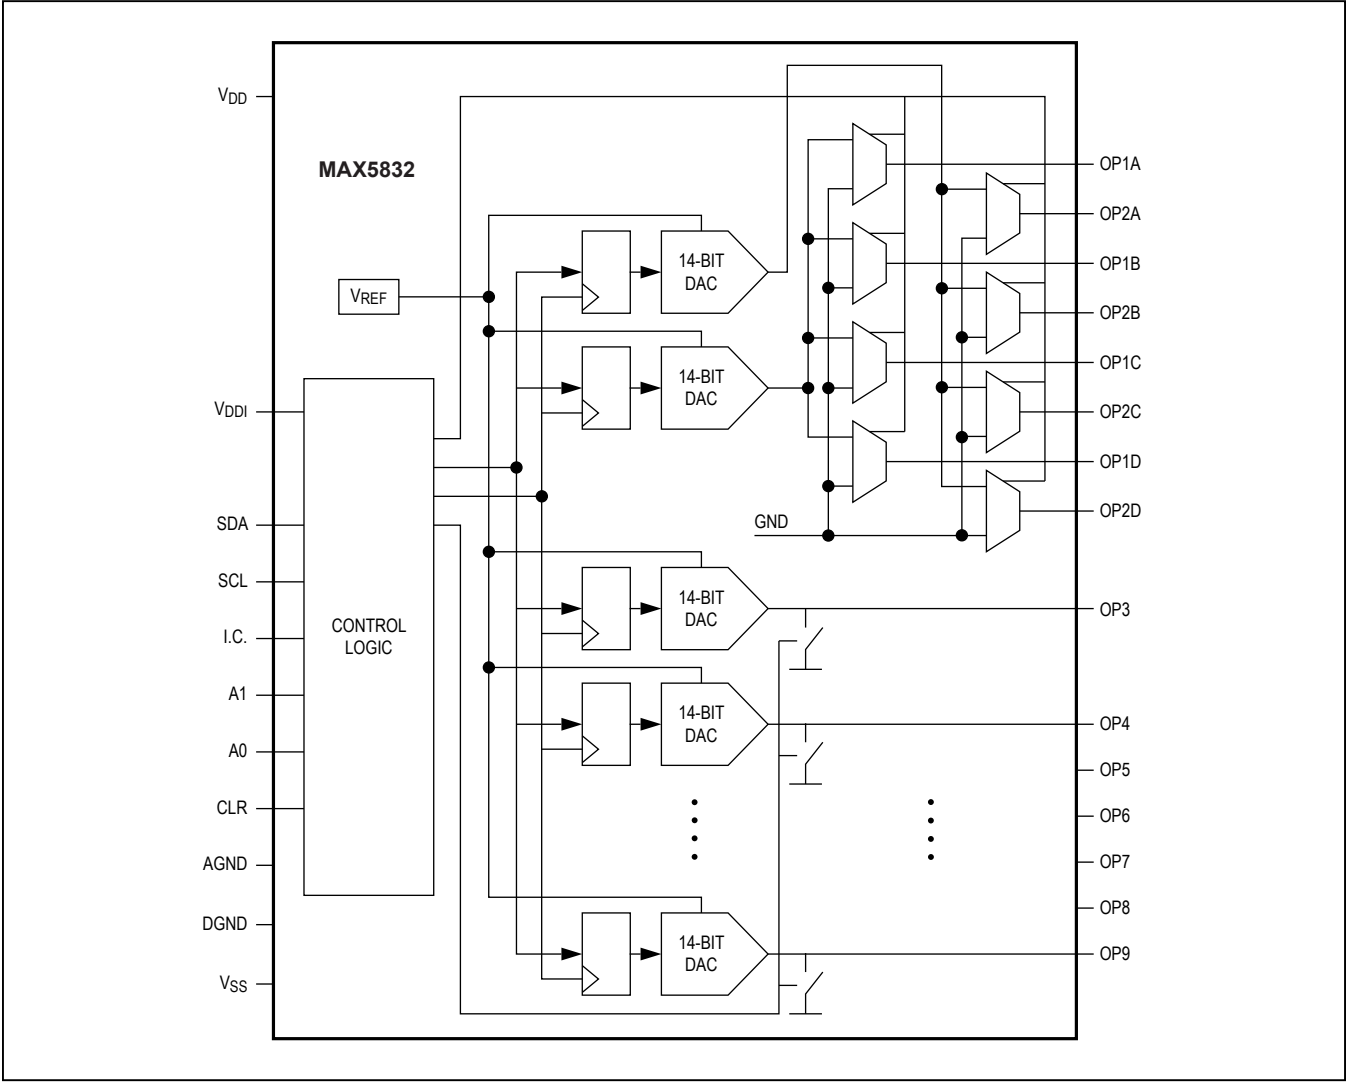 MAX5832
VDD
VDDI
SDA
SCL
I.C.
A1
A0
CLR
AGND
DGND
VSS
VREF
CONTROL
LOGIC
14-BIT
DAC
14-BIT
DAC
14-BIT
DAC
14-BIT
DAC
14-BIT
DAC
GND
OP1A
OP2A
OP1B
OP2B
OP1C
OP2C
OP1D
OP2D
OP3
OP4
OP5
OP6
OP7
OP8
OP9